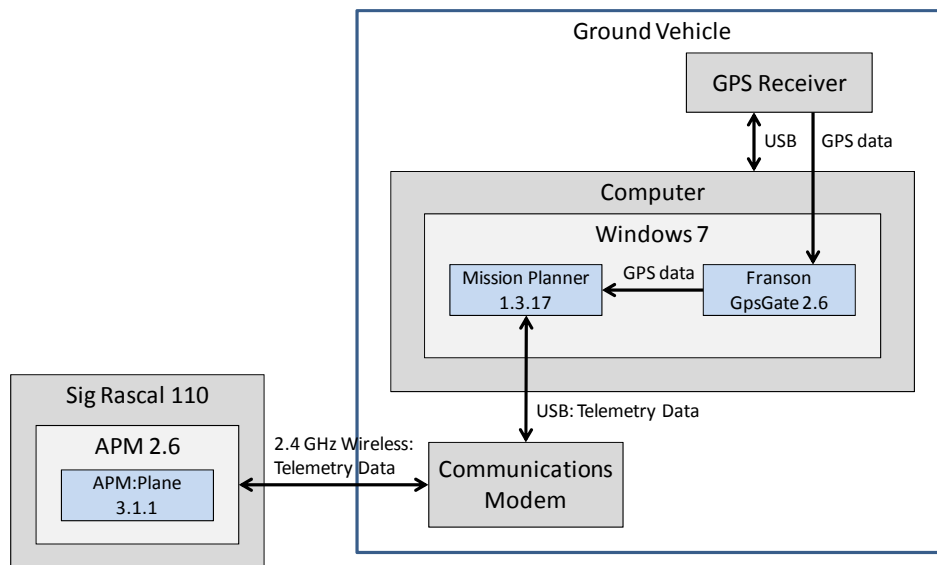 Ground Vehicle
GPS Receiver
USB
GPS data
Computer
Windows 7
Mission Planner
1.3.17
GPS data
Franson
GpsGate 2.6
USB: Telemetry Data
Sig Rascal 110
APM 2.6
APM:Plane
3.1.1
2.4 GHz Wireless:
Telemetry Data
Communications
Modem